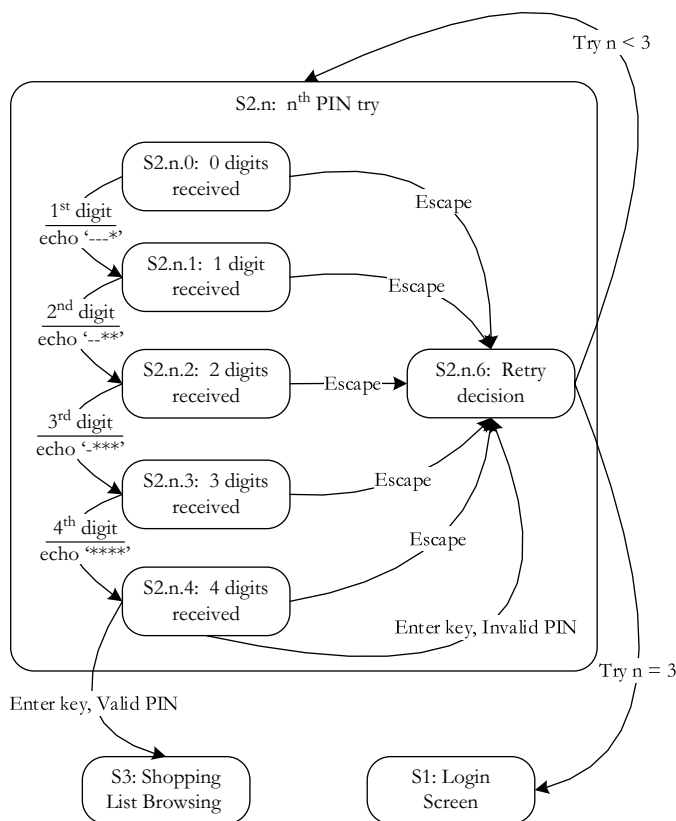 Try n < 3
S2.n: nth PIN try
S2.n.0: 0 digits
received
1st digit
echo ‘---*’
Escape
S2.n.1: 1 digit
received
Escape
2nd digit
echo ‘--**’
S2.n.2: 2 digits
received
Escape
S2.n.6: Retry
decision
3rd digit
echo ‘-***’
S2.n.3: 3 digits
received
Escape
4th digit
echo ‘****’
Escape
S2.n.4: 4 digits
received
Enter key, Invalid PIN
Try n = 3
Enter key, Valid PIN
S3: Shopping
List Browsing
S1: Login
Screen